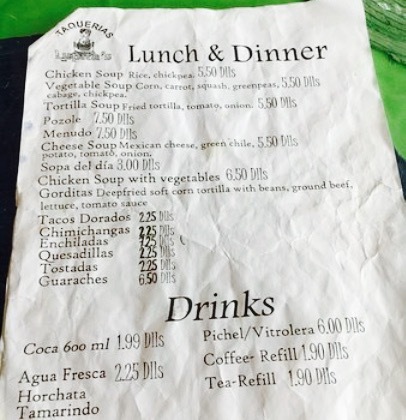 TAQUERIAS
Lunch & Dinner
Chicken Soup Rice, chickpea. 5.50 Dlls
Vegetable Soup Corn, carrot, squash, greenpeas, 5.50 Dlls
cabage, chickpea.
Tortilla Soup Fried tortilla, tomato, onion. 5.50 Dlls
Pozole 7.50 Dlls
Menudo 7.50 Dlls
Cheese Soup Mexican cheese, green chile, 5.50 Dlls
potato, tomato, onion.
Sopa del día 3.00 Dlls
Chicken Soup with vegetables 6.50 Dlls
Gorditas Deepfried soft corn tortilla with beans, ground beef,
lettuce, tomato sauce
Tacos Dorados 2.25 Dlls
Chimichangas 2.25 Dlls
Enchiladas Dlls
Quesadillas 2.25 Dlls
Tostadas 2.25 Dlls
Guaraches 6.50 Dlls
Drinks
Coca 600 ml 1.99 Dlls
Pichel/Vitrolera 6.00 Dlls
Coffee- Refill 1.90 Dlls
Agua Fresca 2.25 Dlls
Tea-Refill 1.90 Dlls
Horchata
Tamarindo